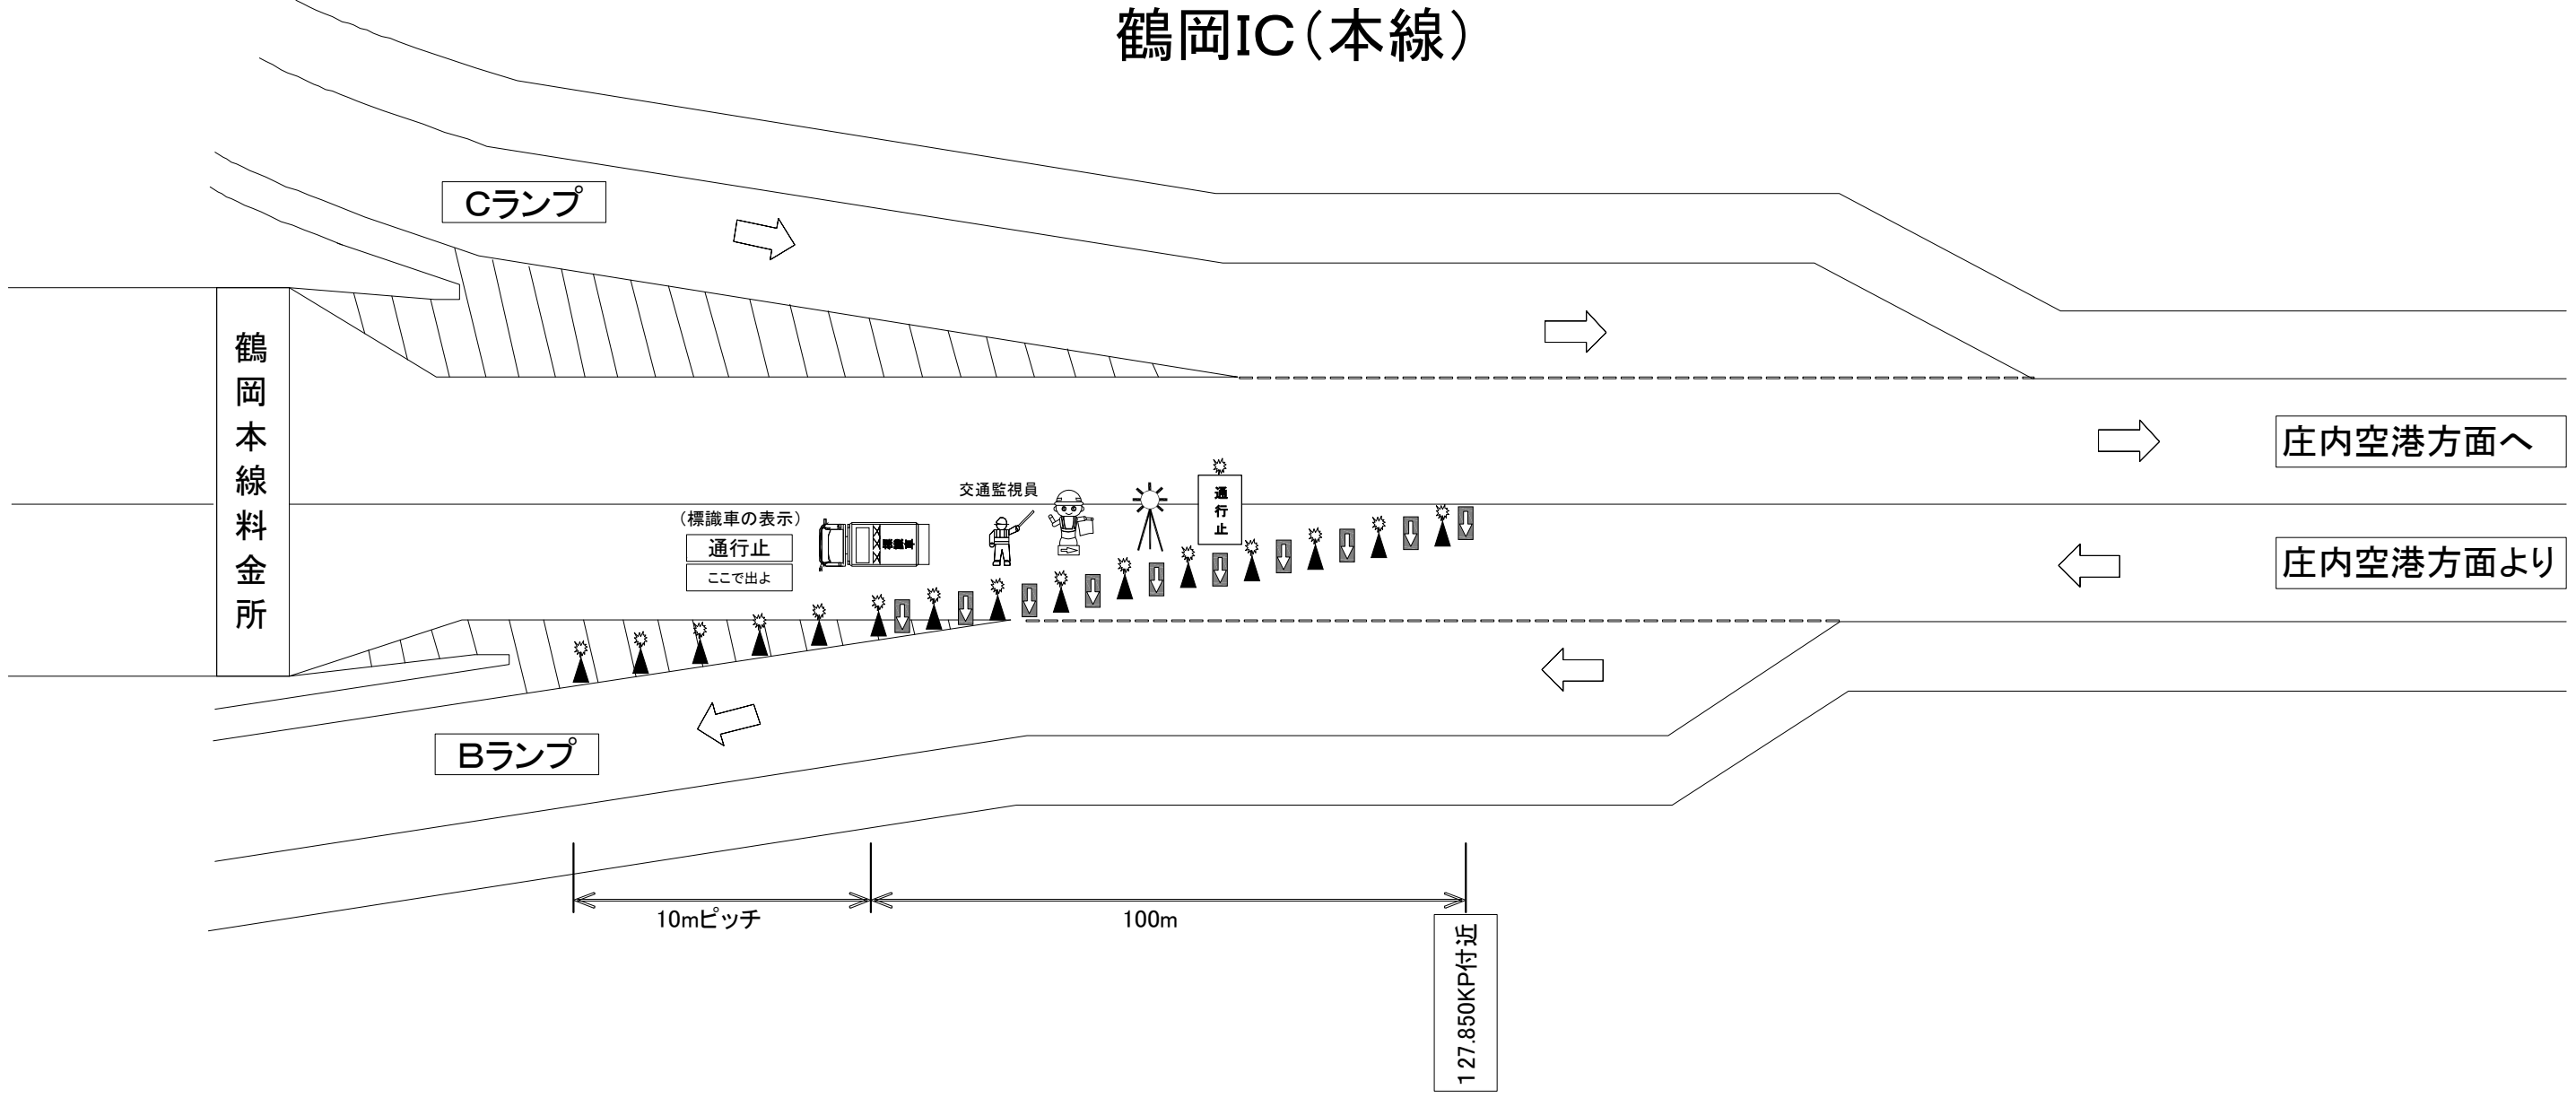 鶴岡IC（本線）
Cランプ
鶴岡本線料金所
庄内空港方面へ
交通監視員
通行止
（標識車の表示）
通行止
ここで出よ
標識車
庄内空港方面より
Bランプ
10mピッチ
100m
127.850KP付近